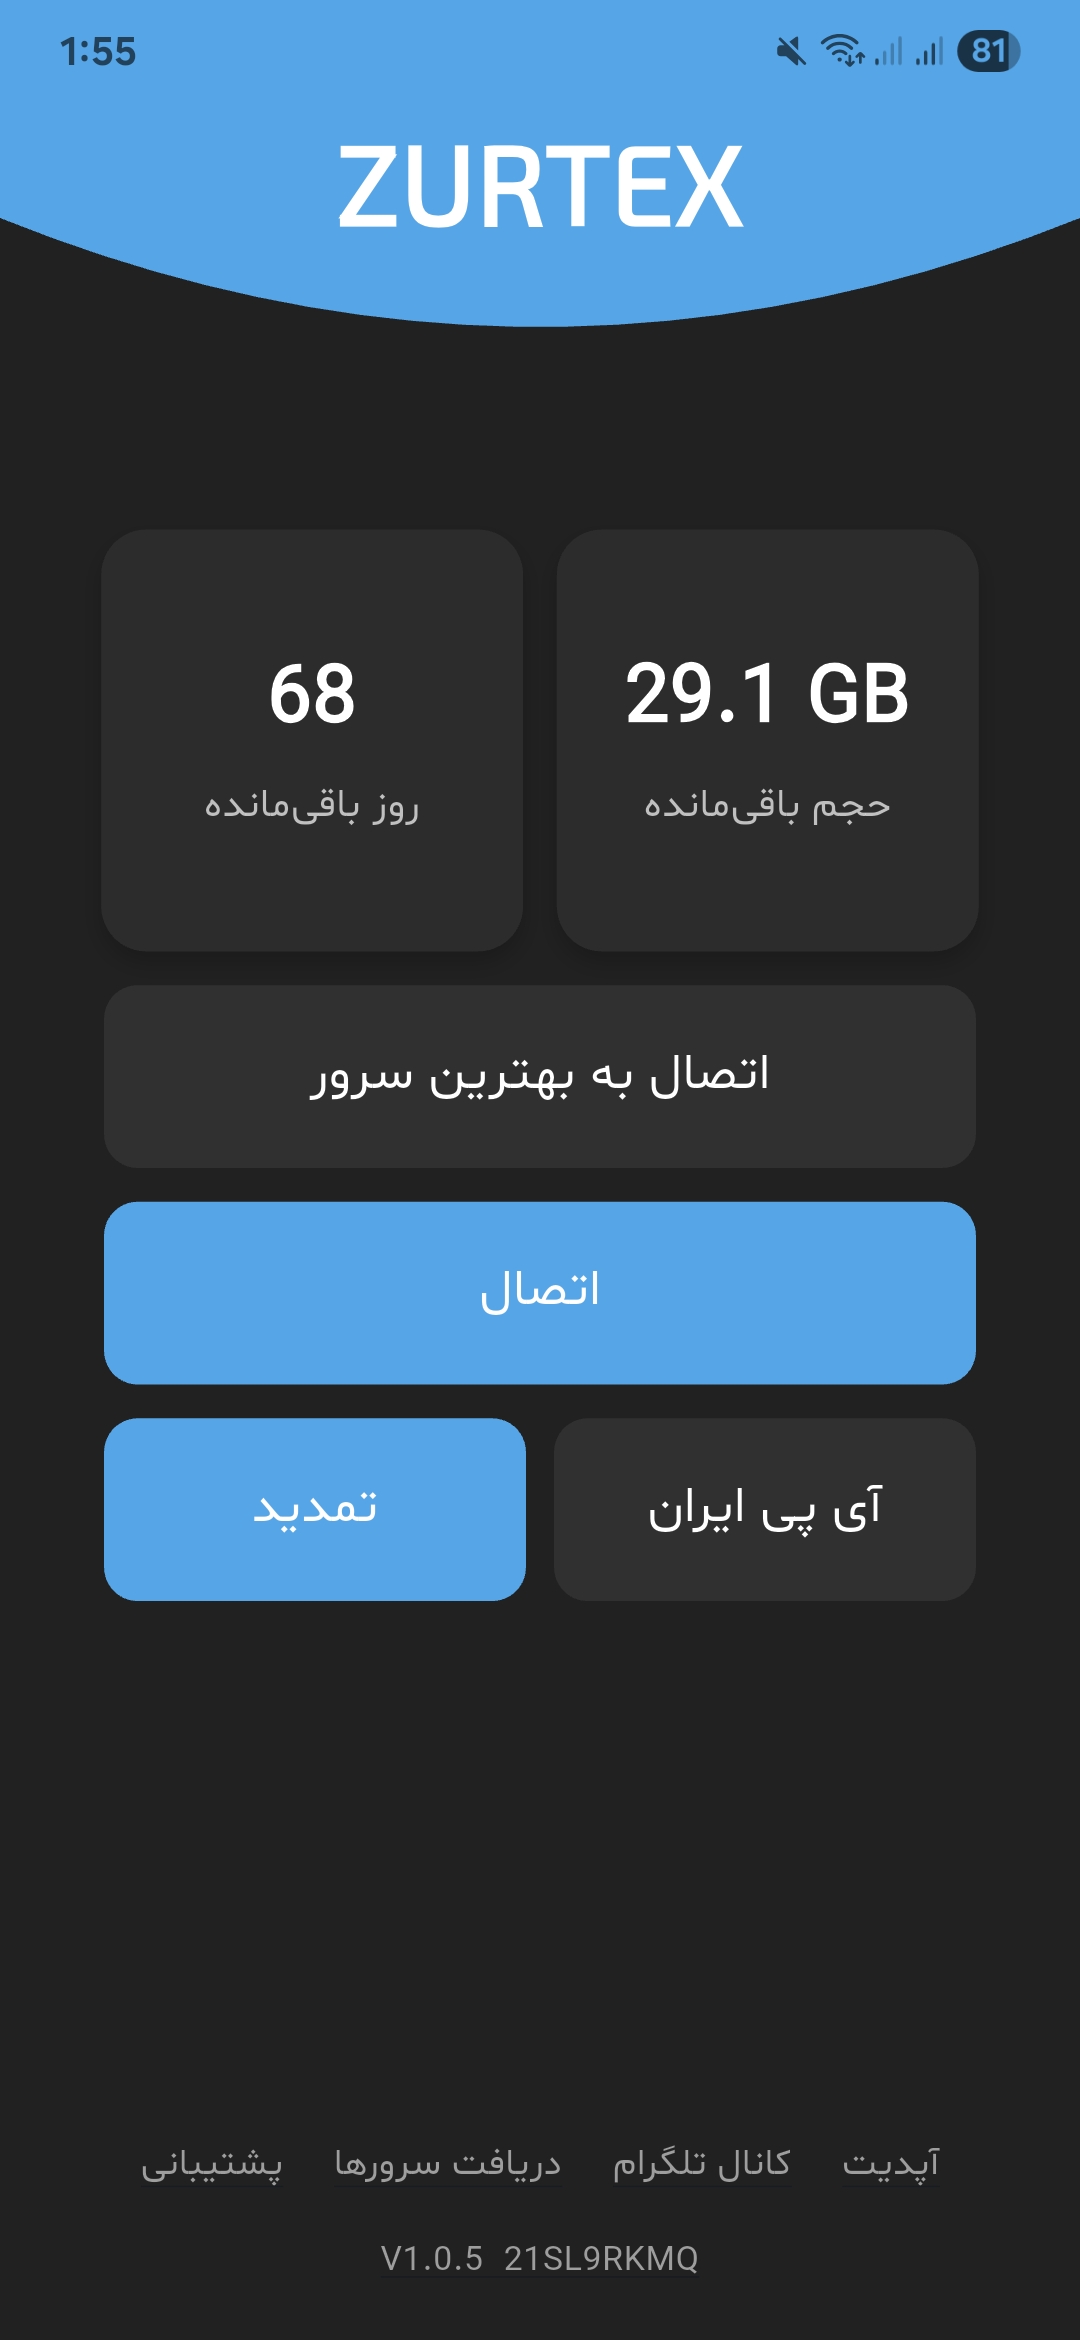 1:55
81
ZURTEX
29.1 GB
حجم باقی‌مانده
68
روز باقی‌مانده
اتصال به بهترین سرور
اتصال
آی پی ایران
تمدید
آپدیت
کانال تلگرام
دریافت سرورها
پشتیبانی
V1.0.5 21SL9RKMQ